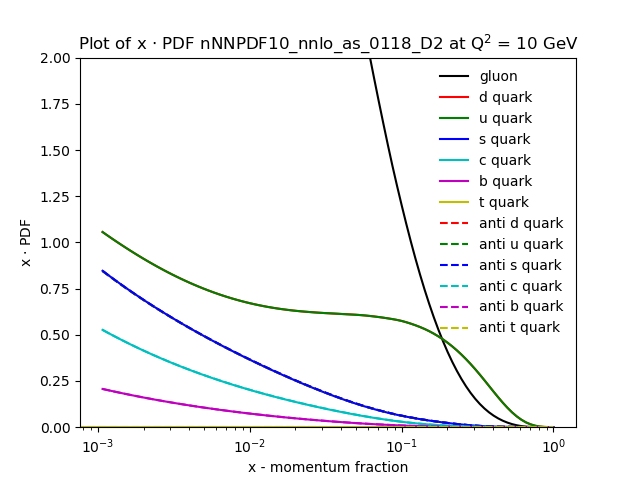 Plot of x · PDF nNNPDF10_nnlo_as_0118_D2 at Q² = 10 GeV
2.00
1.75
1.50
1.25
1.00
0.75
0.50
0.25
0.00
x · PDF
gluon
d quark
u quark
s quark
c quark
b quark
t quark
anti d quark
anti u quark
anti s quark
anti c quark
anti b quark
anti t quark
10⁻³ 10⁻² 10⁻¹ 10⁰
x - momentum fraction